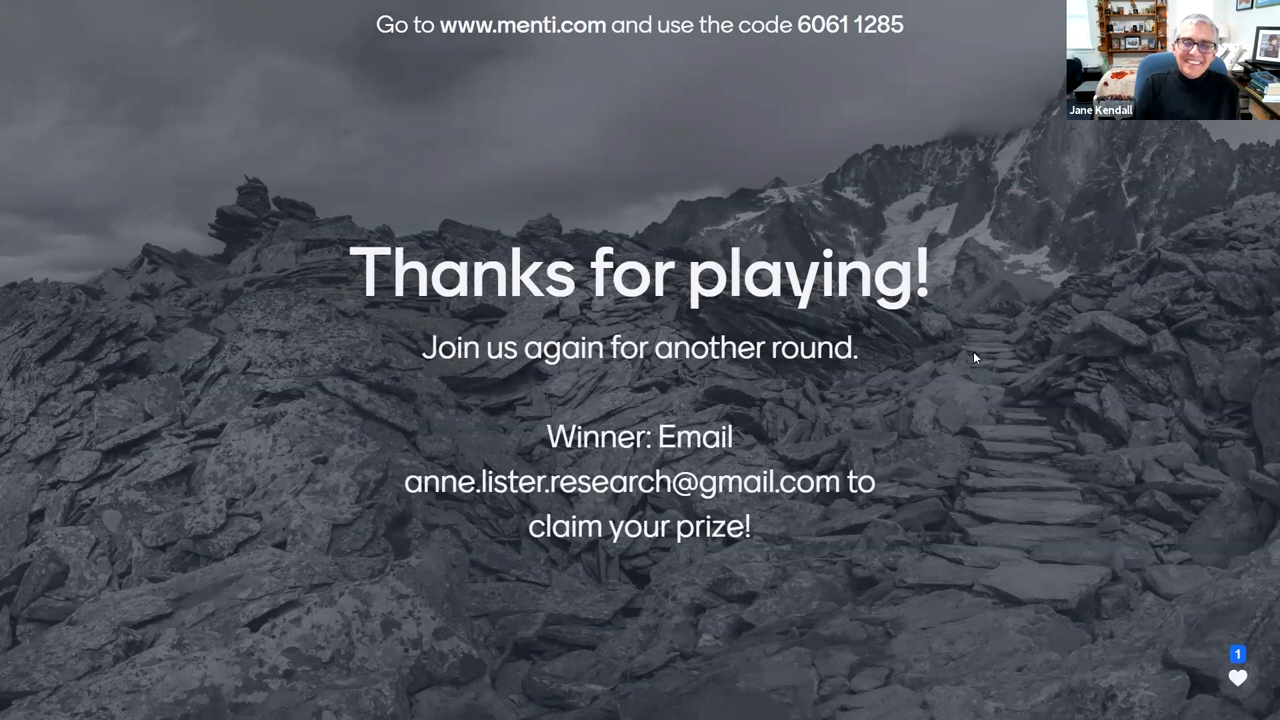 Go to www.menti.com and use the code 6061 1285
Jane Kendall
Thanks for playing!
Join us again for another round.
Winner: Email
anne.lister.research@gmail.com to
claim your prize!
1